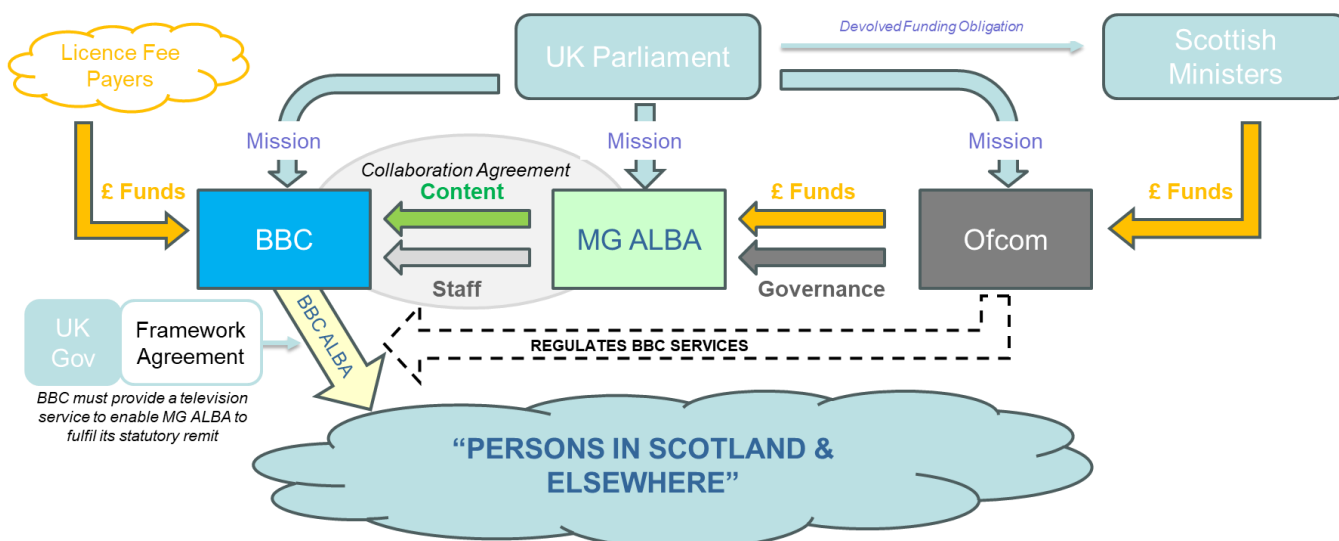 Licence Fee
Payers
UK Parliament
Devolved Funding Obligation
Scottish
Ministers
Mission
Mission
Mission
Collaboration Agreement
£ Funds
Content
£ Funds
£ Funds
BBC
MG ALBA
Ofcom
Staff
Governance
UK
Gov
Framework
Agreement
BBC ALBA
REGULATES BBC SERVICES
BBC must provide a television
service to enable MG ALBA to
fulfil its statutory remit
“PERSONS IN SCOTLAND &
ELSEWHERE”